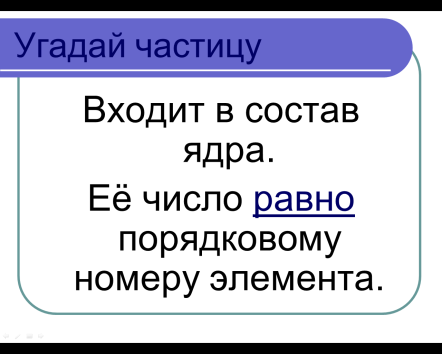 Угадай частицу
Входит в состав
ядра.
Её число равно
порядковому
номеру элемента.